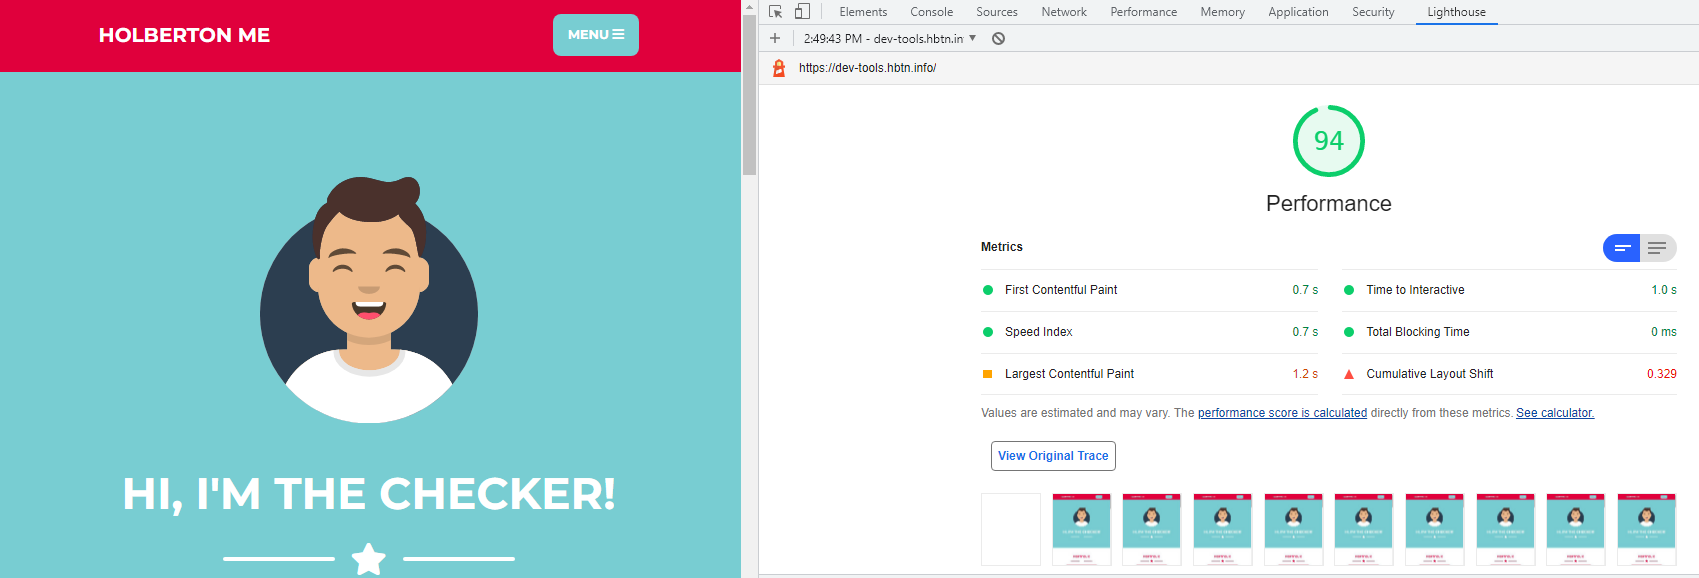 HOLBERTON ME
MENU
HI, I'M THE CHECKER!
Elements Console Sources Network Performance Memory Application Security Lighthouse
2:49:43 PM - dev-tools.hbtn.in
https://dev-tools.hbtn.info/
94
Performance
Metrics
First Contentful Paint 0.7 s
Time to Interactive 1.0 s
Speed Index 0.7 s
Total Blocking Time 0 ms
Largest Contentful Paint 1.2 s
Cumulative Layout Shift 0.329
Values are estimated and may vary. The performance score is calculated directly from these metrics. See calculator.
View Original Trace